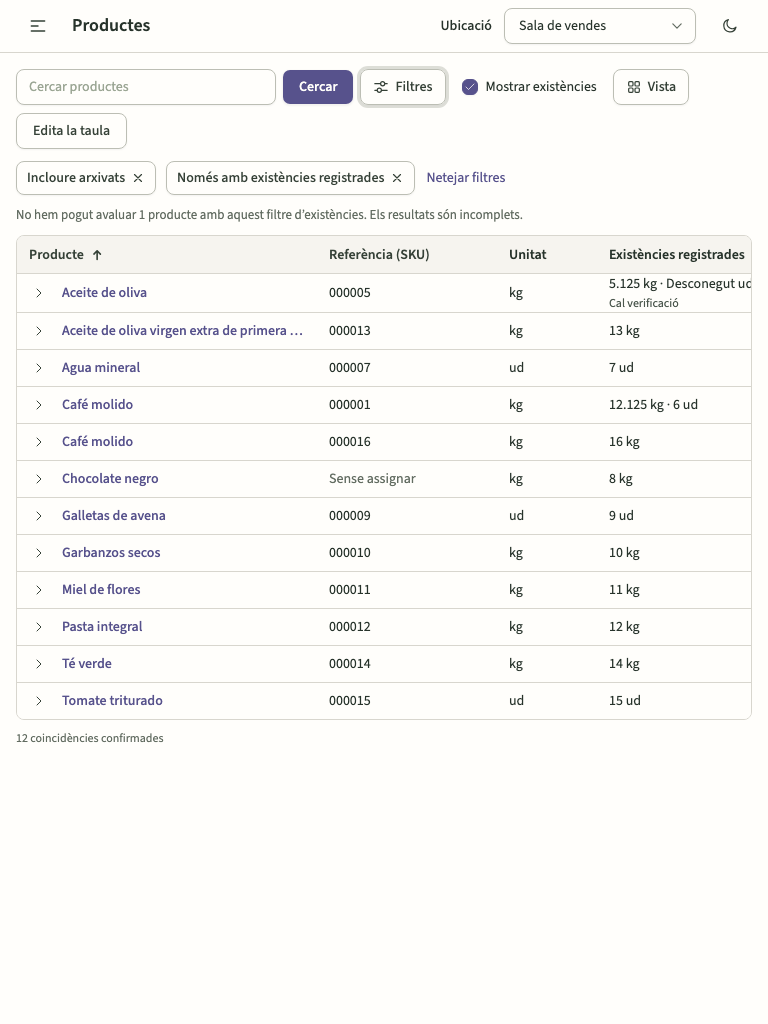 Productes
Ubicació
Sala de vendes
Cercar productes
Cercar
Filtres
Mostrar existències
Vista
Edita la taula
Incloure arxivats
Només amb existències registrades
Netejar filtres
No hem pogut avaluar 1 producte amb aquest filtre d'existències. Els resultats són incomplets.
Producte Referència (SKU) Unitat Existències registrades
Aceite de oliva 000005 kg 5.125 kg · Desconegut ud
Cal verificació
Aceite de oliva virgen extra de primera … 000013 kg 13 kg
Agua mineral 000007 ud 7 ud
Café molido 000001 kg 12.125 kg · 6 ud
Café molido 000016 kg 16 kg
Chocolate negro Sense assignar kg 8 kg
Galletas de avena 000009 ud 9 ud
Garbanzos secos 000010 kg 10 kg
Miel de flores 000011 kg 11 kg
Pasta integral 000012 kg 12 kg
Té verde 000014 kg 14 kg
Tomate triturado 000015 ud 15 ud
12 coincidències confirmades